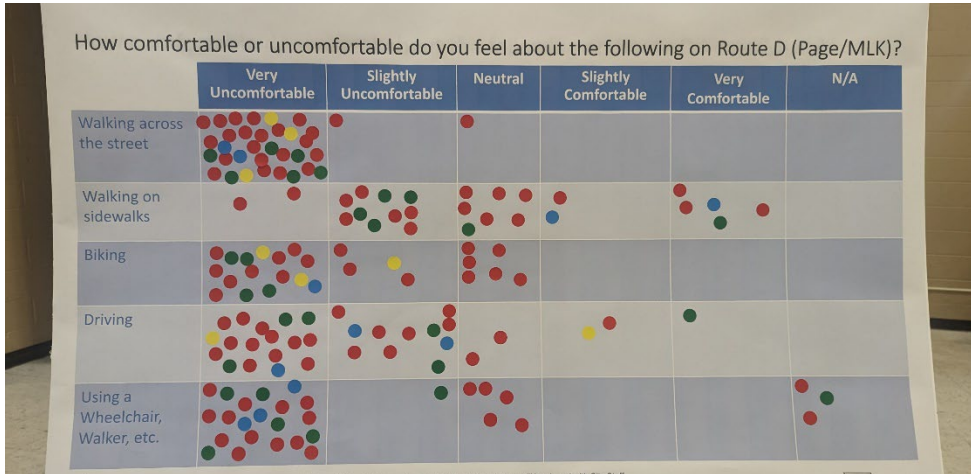 How comfortable or uncomfortable do you feel about the following on Route D (Page/MLK)?
Very
Uncomfortable
Slightly
Uncomfortable
Neutral
Slightly
Comfortable
Very
Comfortable
N/A
Walking across
the street
Walking on
sidewalks
Biking
Driving
Using a
Wheelchair,
Walker, etc.